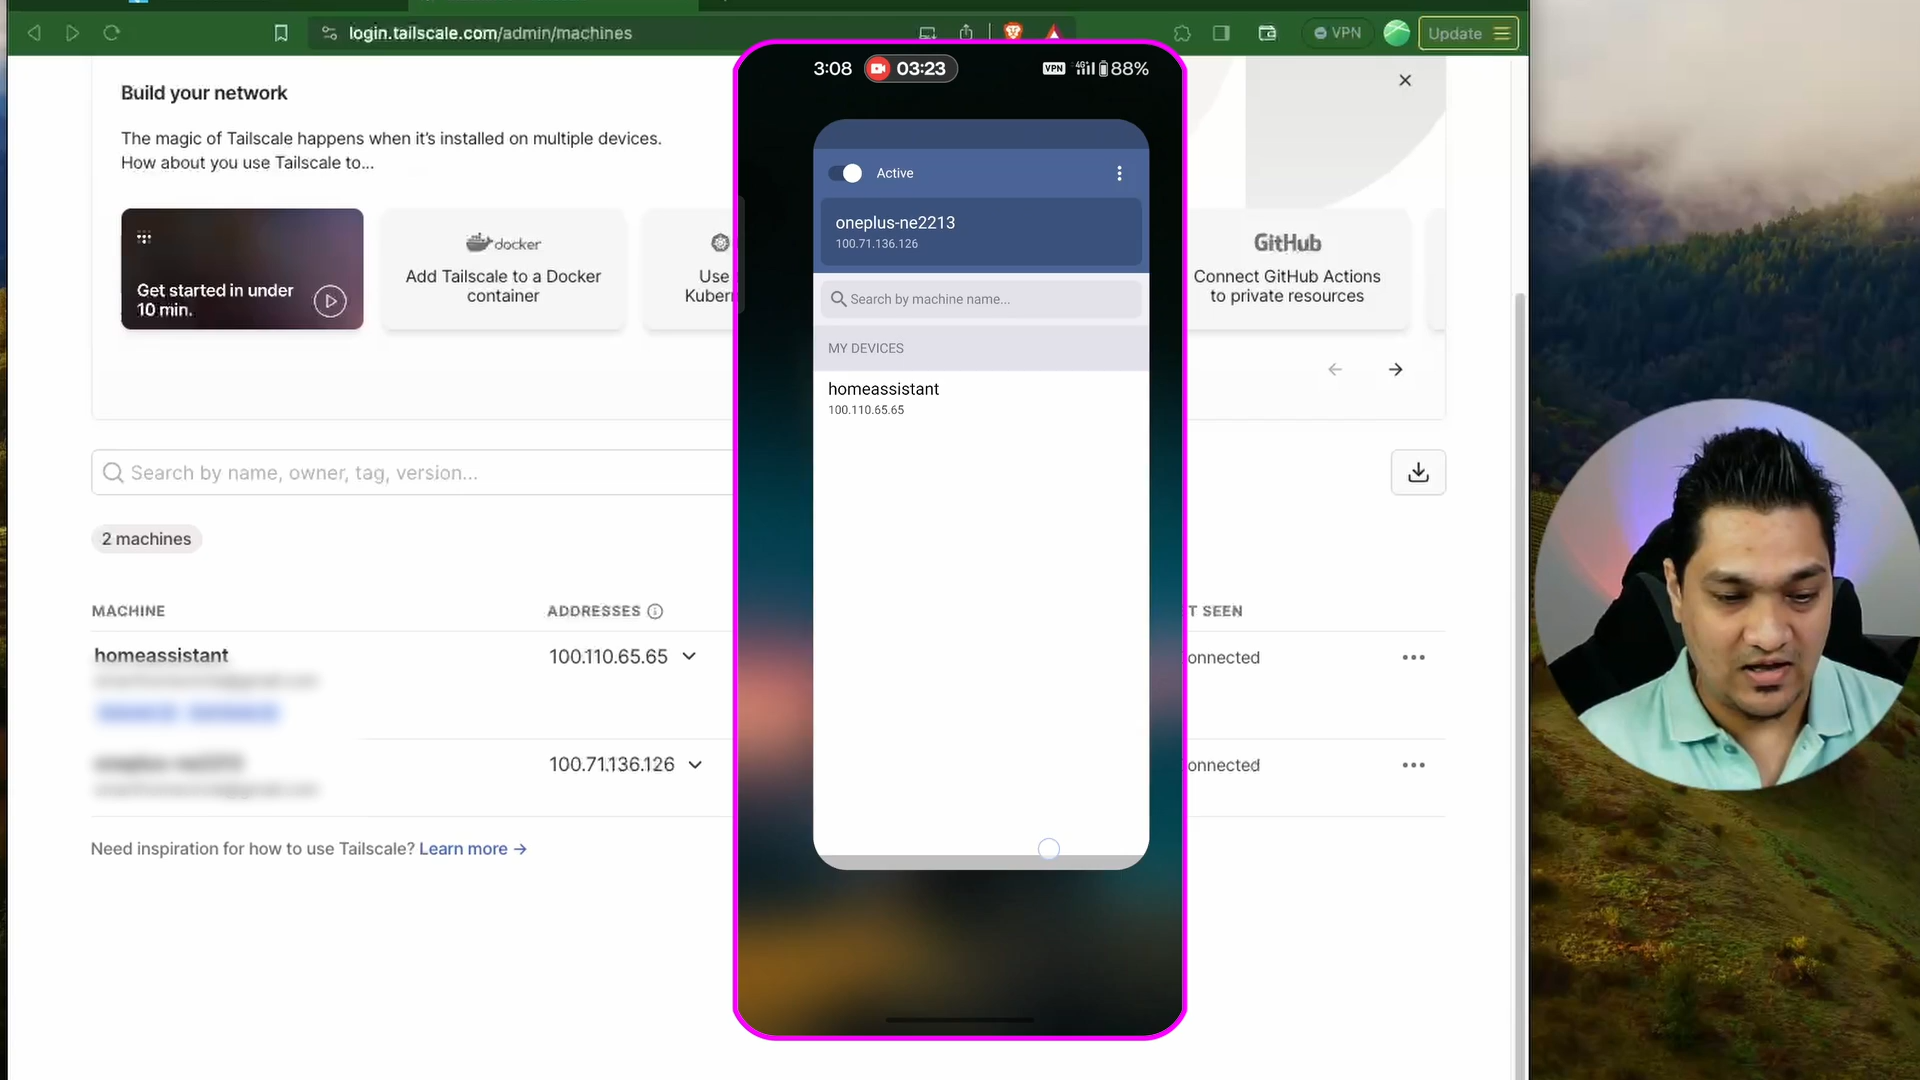 login.tailscale.com/admin/machines
VPN
Update
Build your network
The magic of Tailscale happens when it's installed on multiple devices.
How about you use Tailscale to...
Get started in under
10 min.
docker
Add Tailscale to a Docker
container
Use
Kubern
GitHub
Connect GitHub Actions
to private resources
Search by name, owner, tag, version...
2 machines
MACHINE
ADDRESSES
T SEEN
homeassistant
100.110.65.65
onnected
100.71.136.126
onnected
Need inspiration for how to use Tailscale? Learn more →
3:08
03:23
VPN
4G+
88%
Active
oneplus-ne2213
100.71.136.126
Search by machine name...
MY DEVICES
homeassistant
100.110.65.65